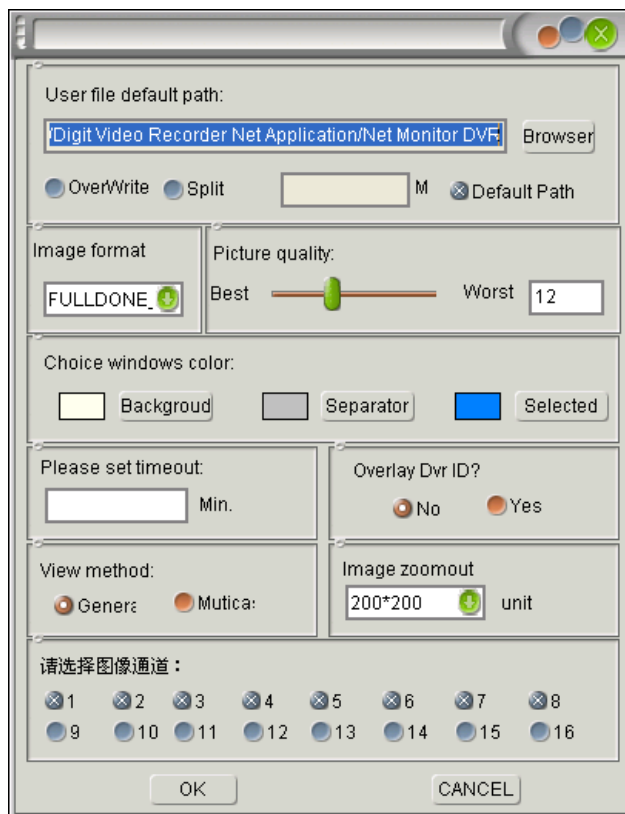 User file default path:
/Digit Video Recorder Net Application/Net Monitor DVR Browser
OverWrite Split M Default Path
Image format Picture quality:
FULLDONE_ Best Worst 12
Choice windows color:
Backgroud Separator Selected
Please set timeout: Overlay Dvr ID?
Min. No Yes
View method: Image zoomout
Genera Muticas 200*200 unit
请选择图像通道：
1 2 3 4 5 6 7 8
9 10 11 12 13 14 15 16
OK CANCEL